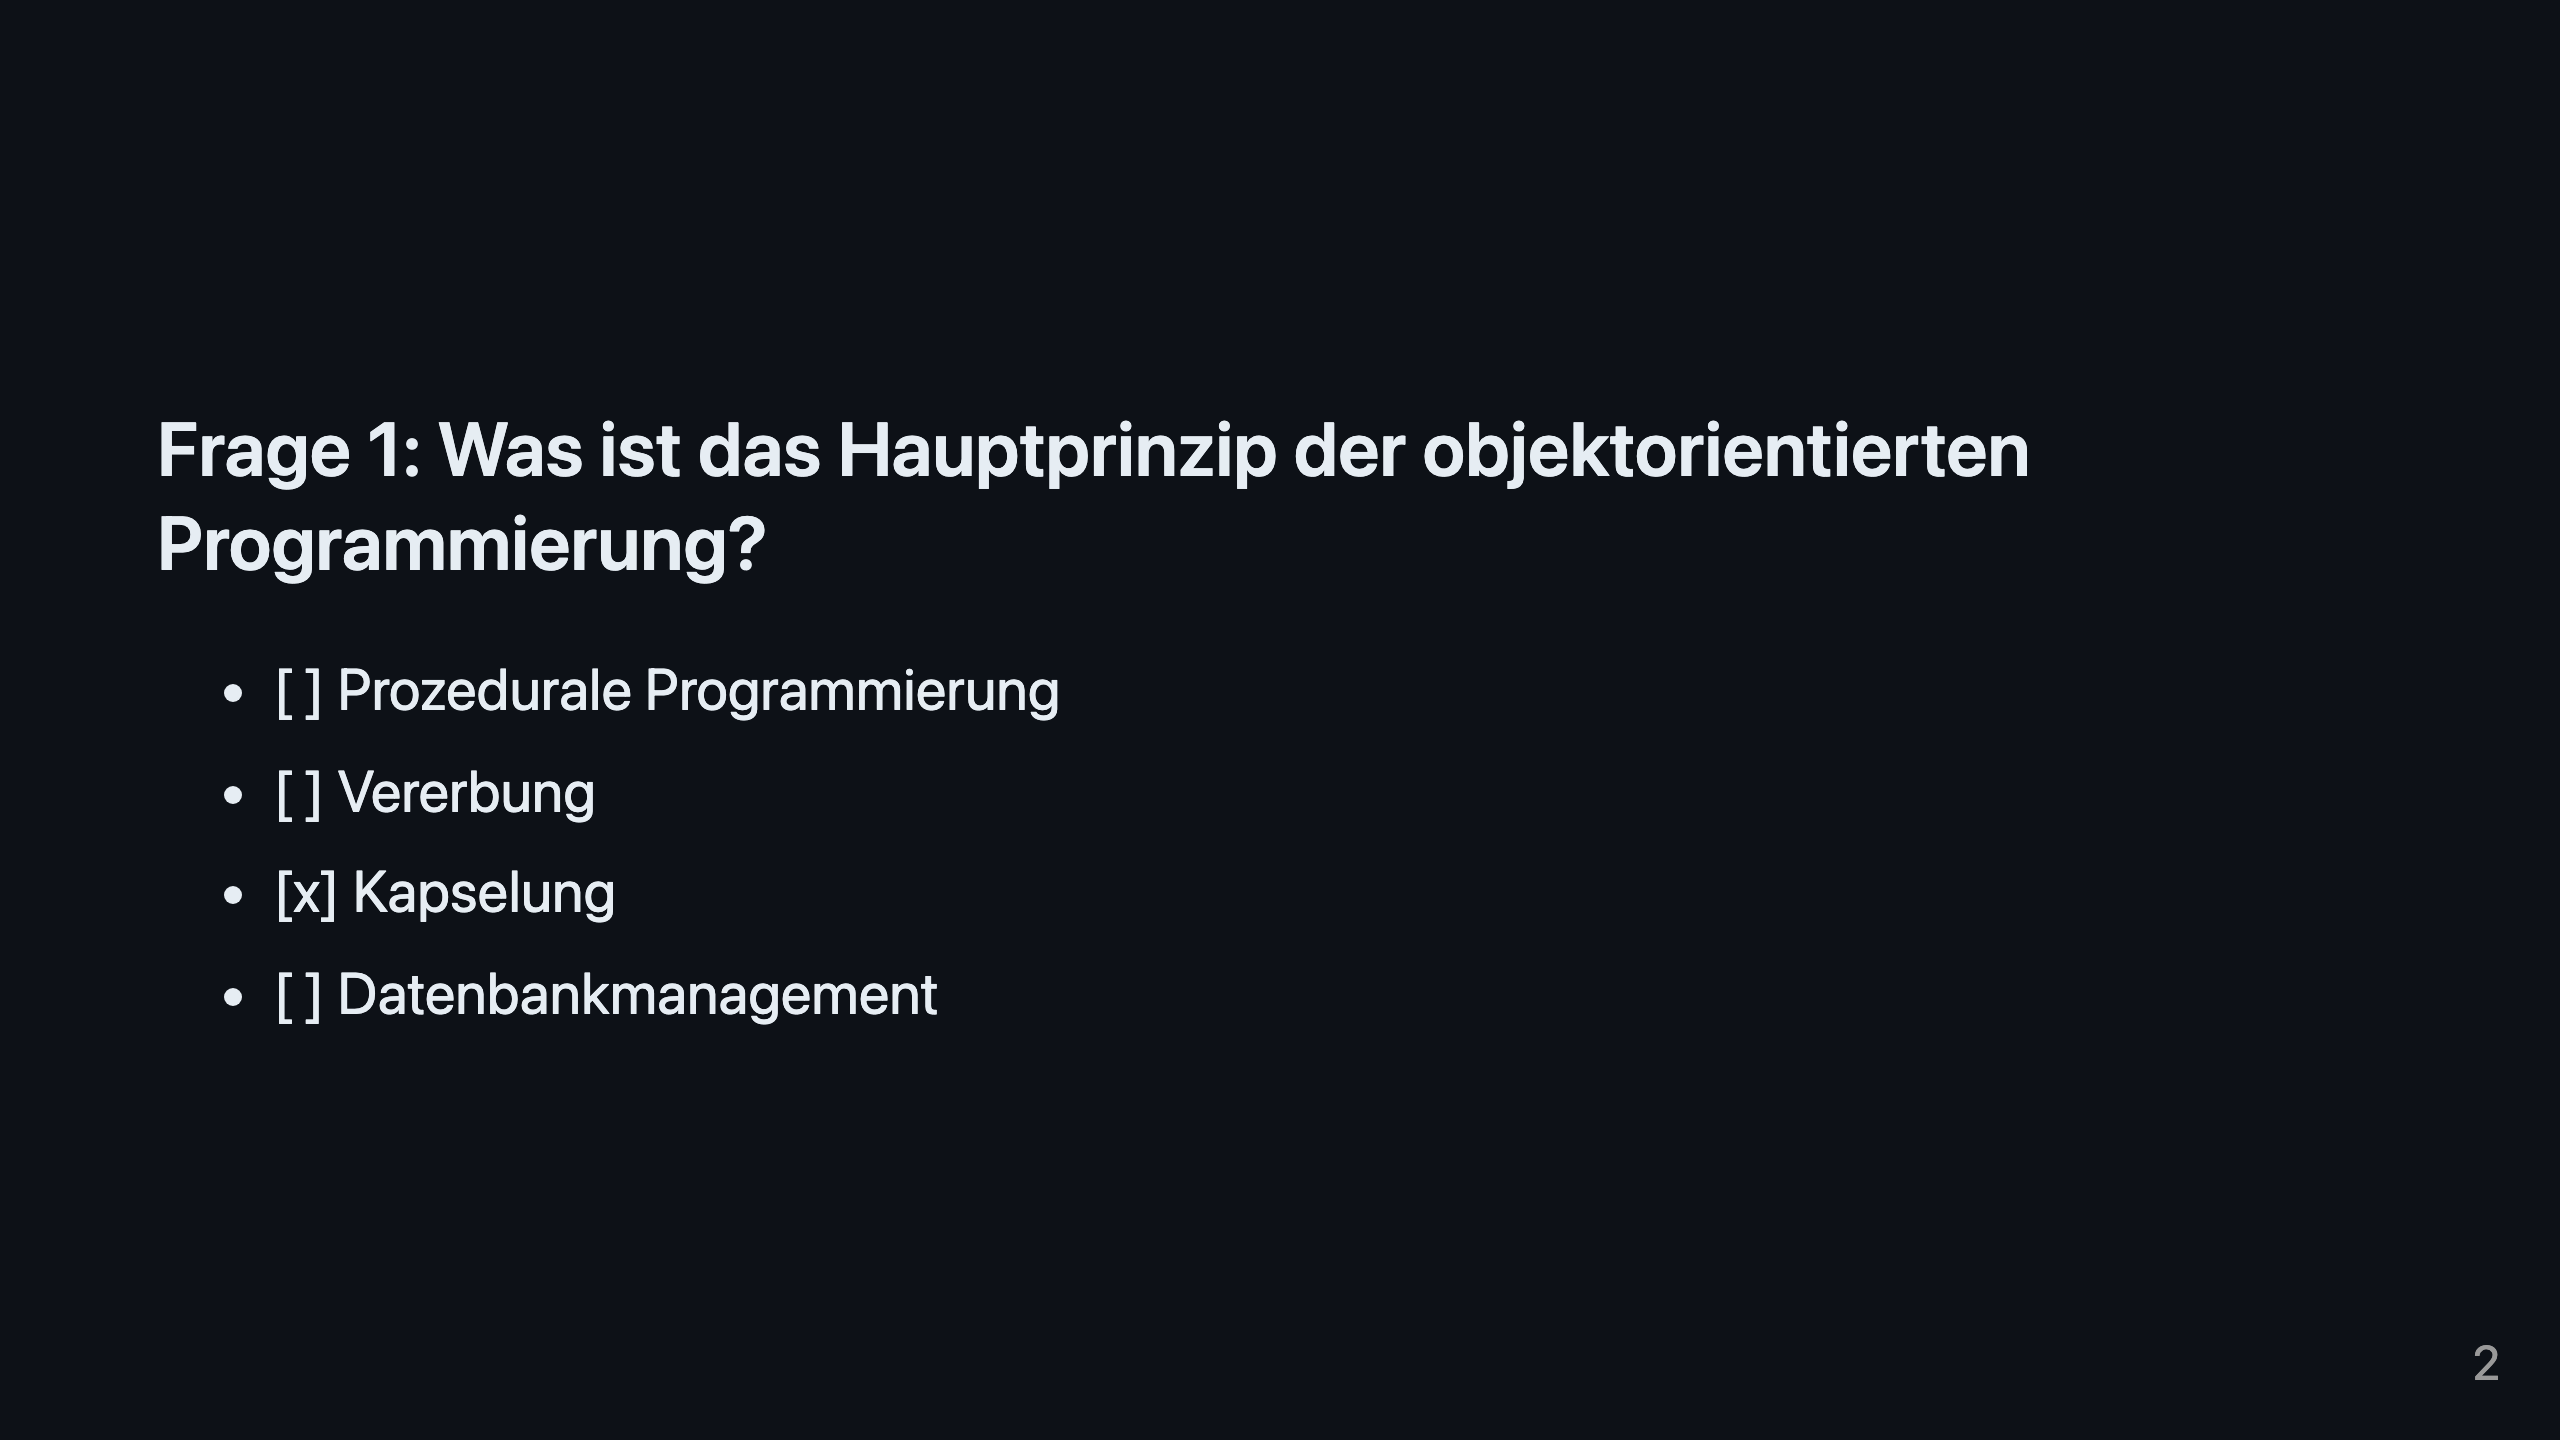 Frage 1: Was ist das Hauptprinzip der objektorientierten
Programmierung?
• [ ] Prozedurale Programmierung
• [ ] Vererbung
• [x] Kapselung
• [ ] Datenbankmanagement
2